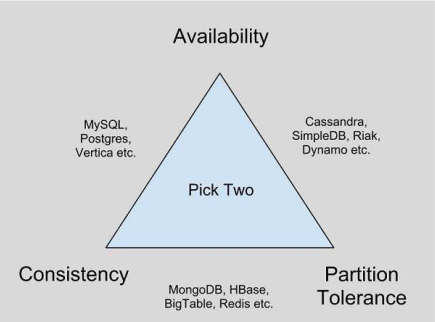 Availability
MySQL,
Postgres,
Vertica etc.
Cassandra,
SimpleDB, Riak,
Dynamo etc.
Pick Two
Consistency
MongoDB, HBase,
BigTable, Redis etc.
Partition
Tolerance